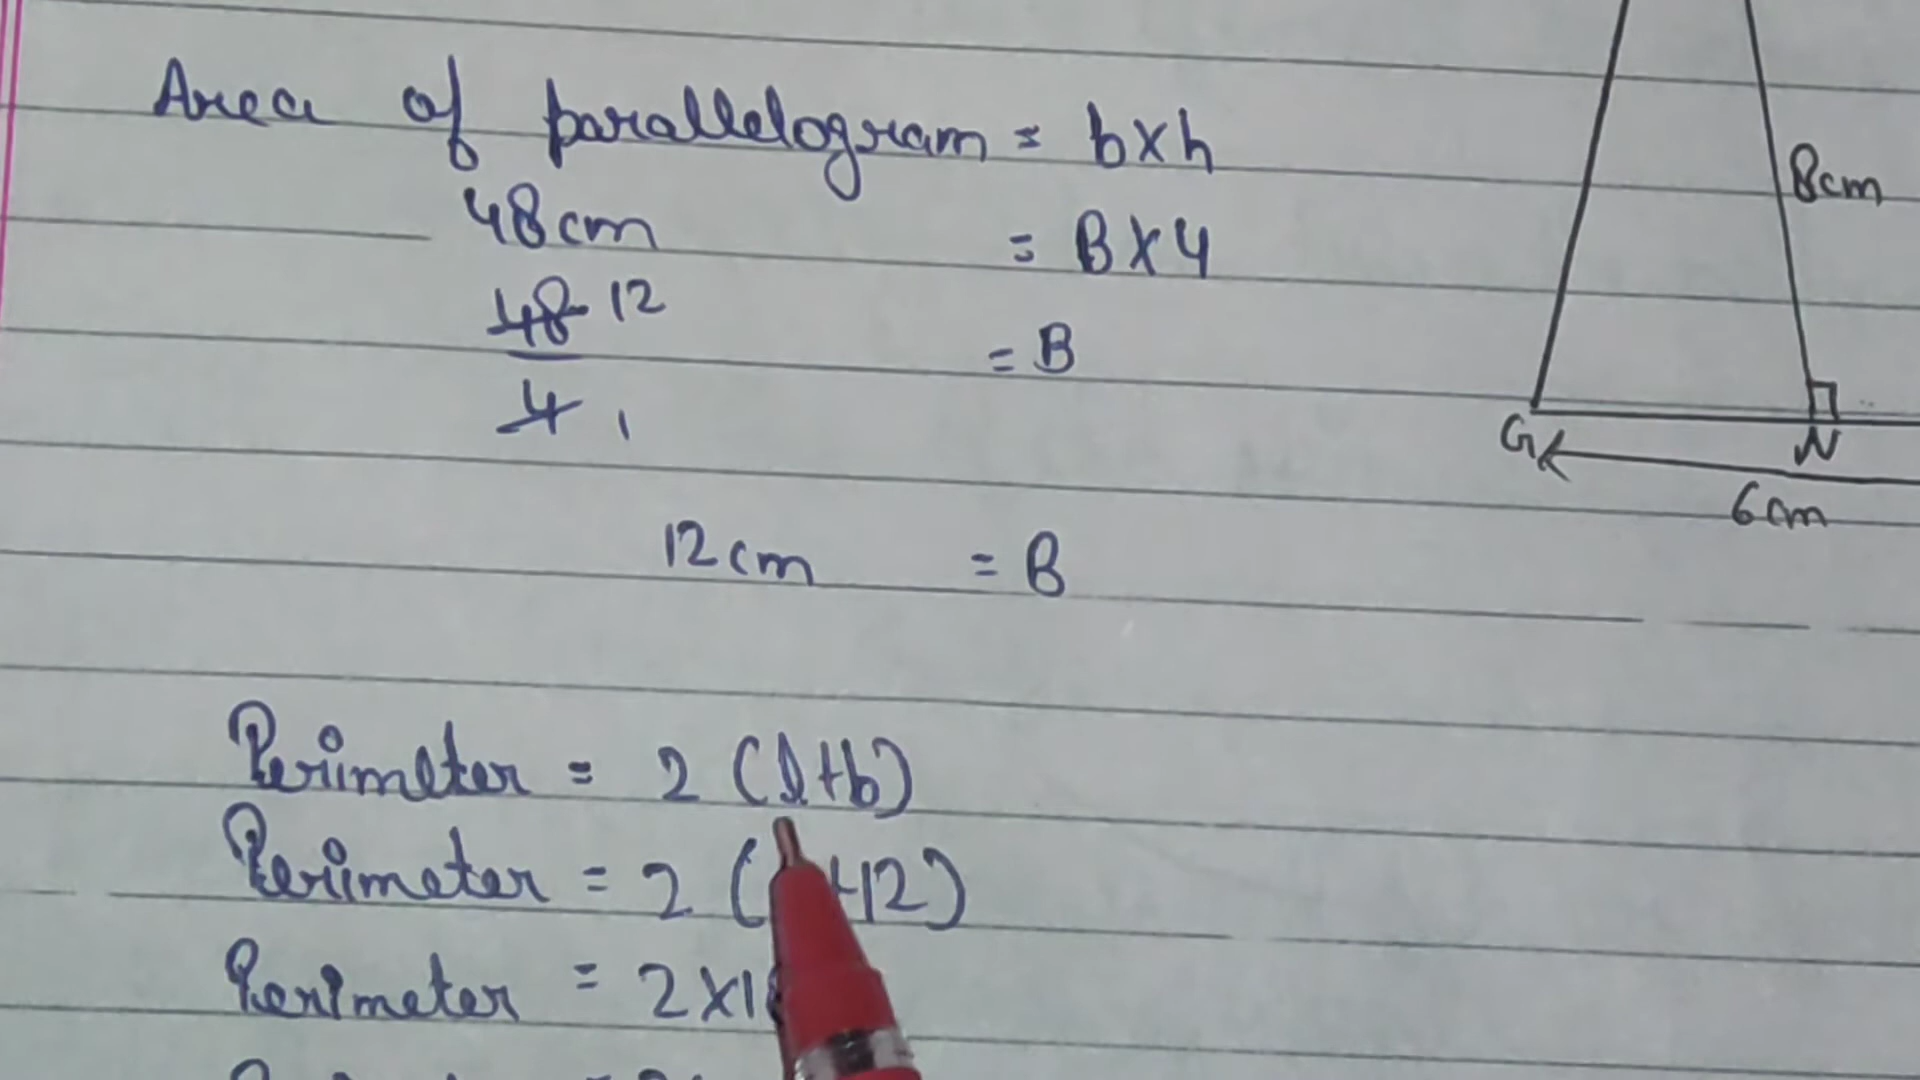 Area of parallelogram = b×h
48cm = B×4
48 12
= B
4 1
12cm = B
Perimeter = 2 (l+b)
Perimeter = 2 ( +12)
Perimeter = 2×1
8cm
G
N
6cm